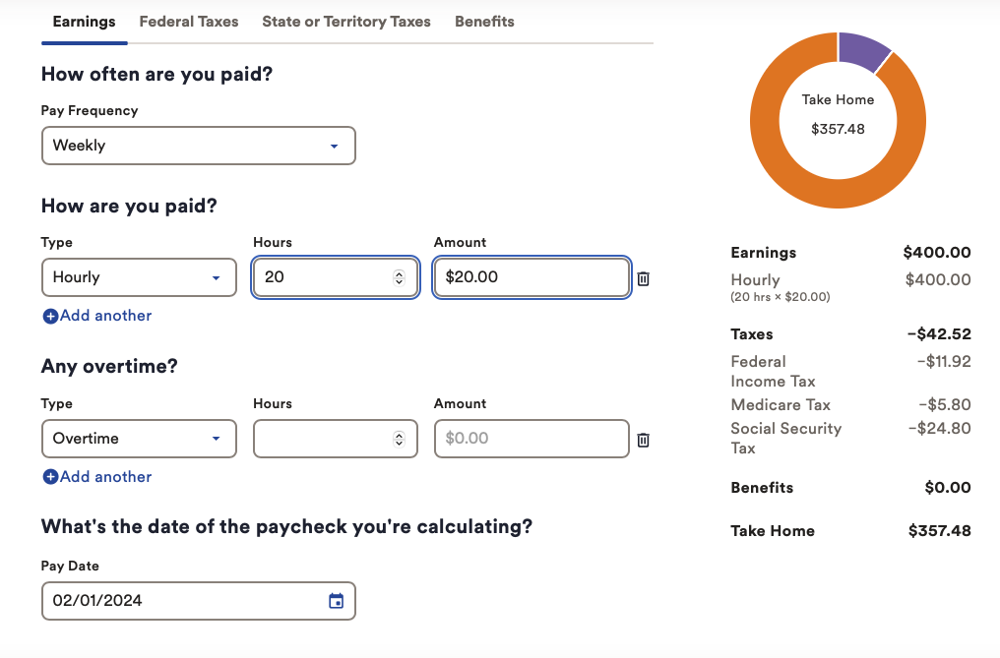 Earnings Federal Taxes State or Territory Taxes Benefits
How often are you paid?
Pay Frequency
Weekly
How are you paid?
Type Hours Amount
Hourly 20 $20.00
Add another
Any overtime?
Type Hours Amount
Overtime $0.00
Add another
What's the date of the paycheck you're calculating?
Pay Date
02/01/2024
Take Home
$357.48
Earnings $400.00
Hourly $400.00
(20 hrs × $20.00)
Taxes −$42.52
Federal −$11.92
Income Tax
Medicare Tax −$5.80
Social Security −$24.80
Tax
Benefits $0.00
Take Home $357.48